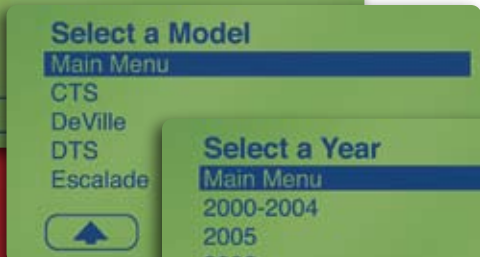 Select a Model
Main Menu
CTS
DeVille
DTS
Escalade
Select a Year
Main Menu
2000-2004
2005